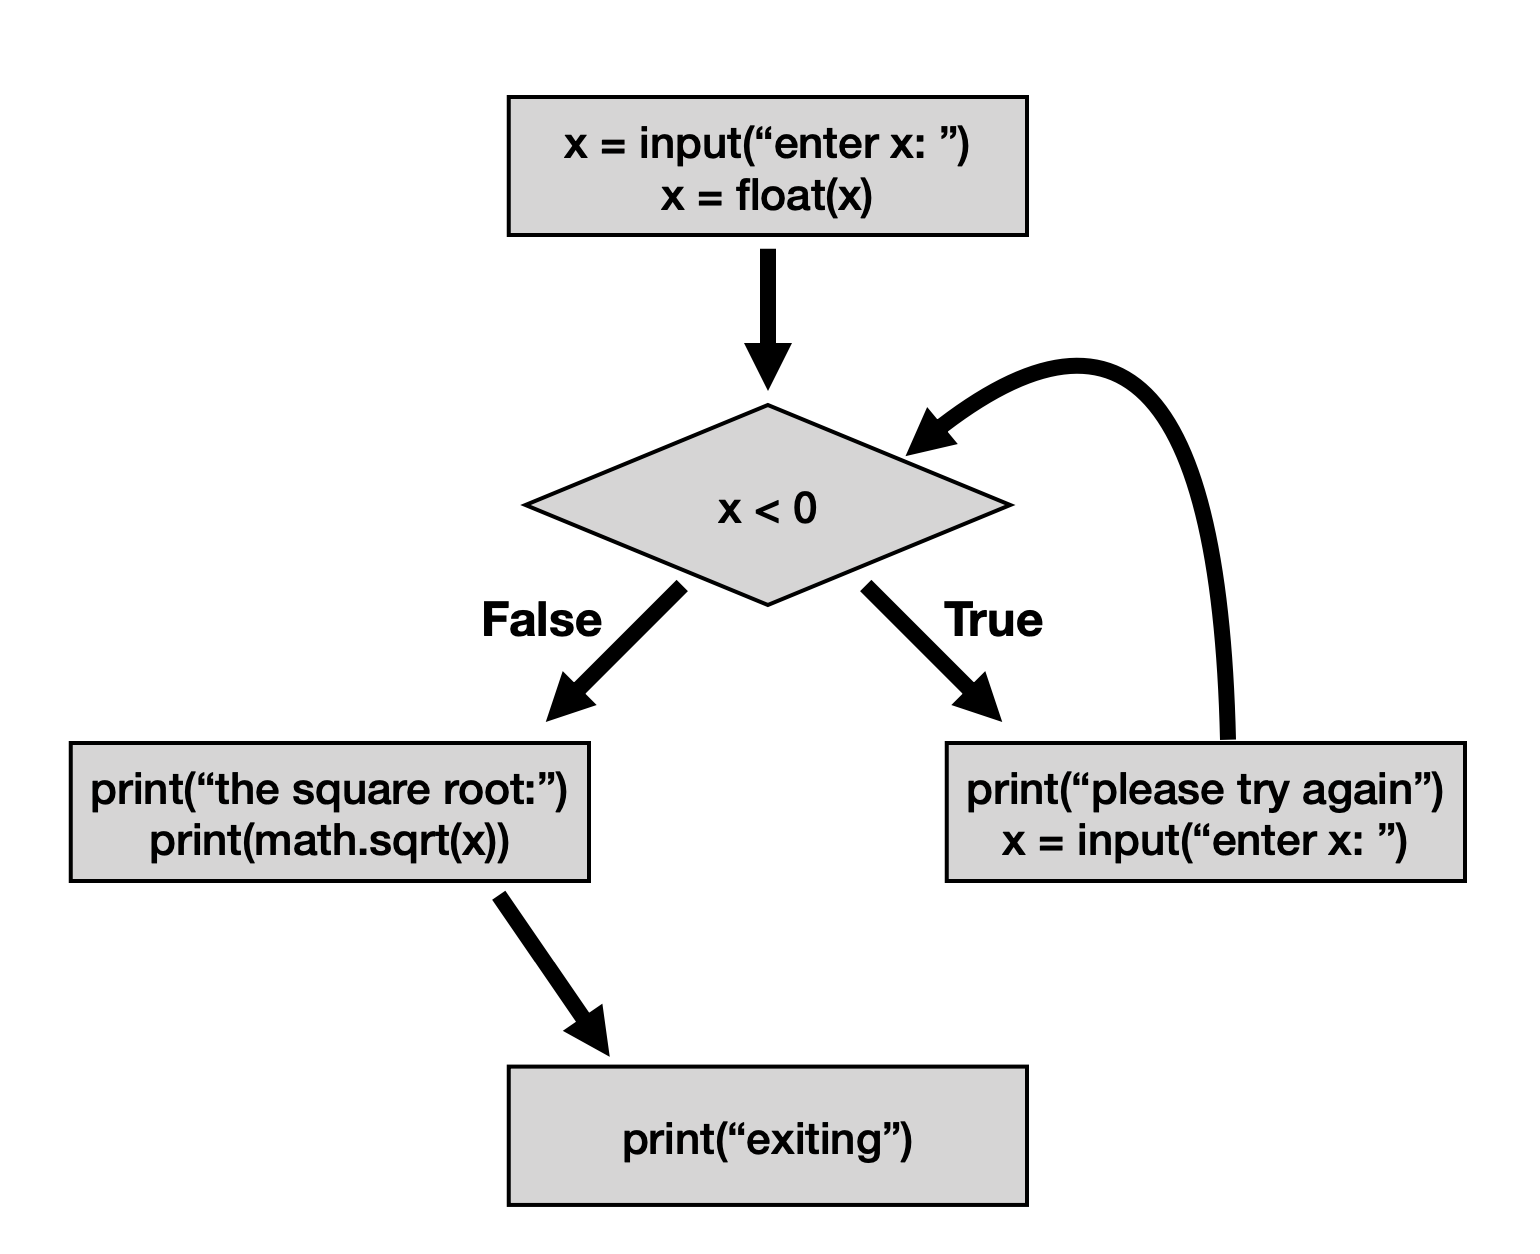 x = input(“enter x: ”)
x = float(x)
x < 0
False
True
print(“the square root:”)
print(math.sqrt(x))
print(“please try again”)
x = input(“enter x: ”)
print(“exiting”)